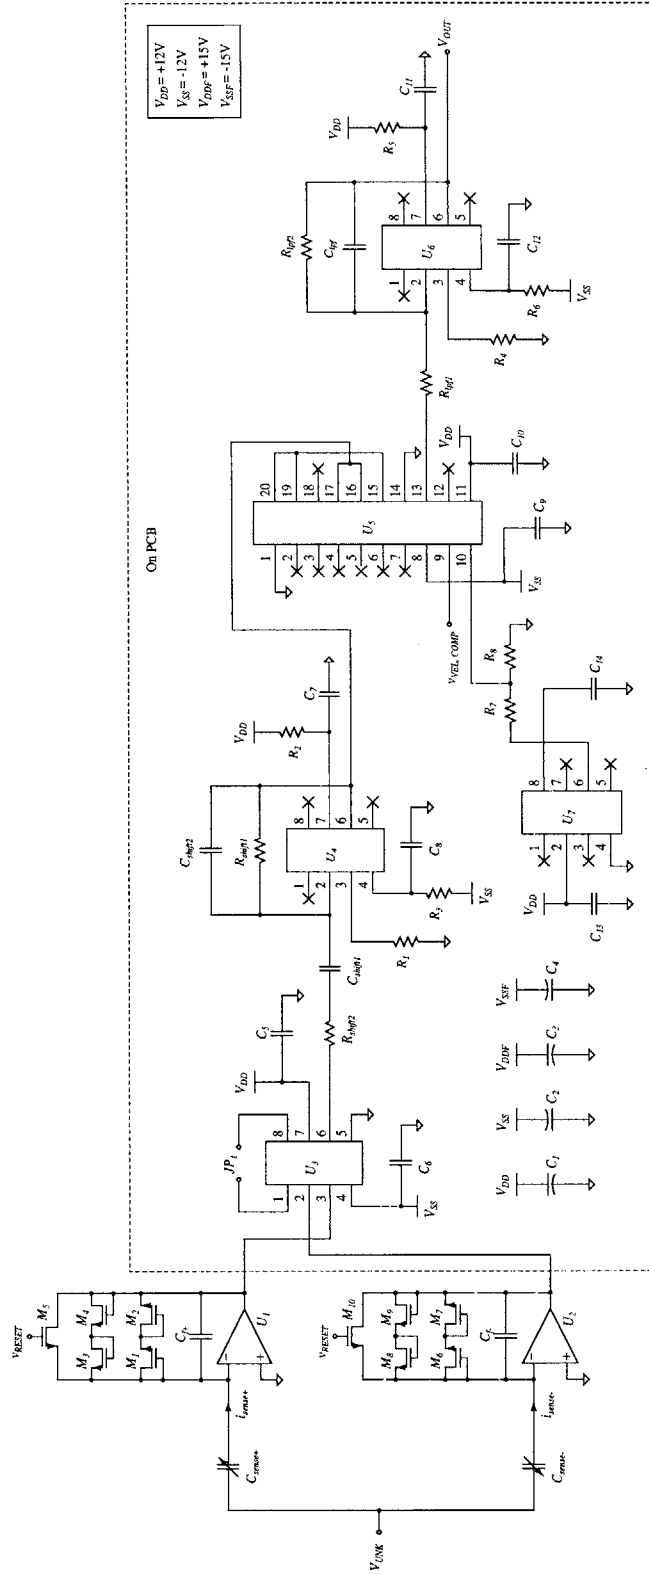 V_DD = +12V
V_SS = -12V
V_DDF = +15V
V_SSF = -15V
On PCB
v_RESET
M_5
M_3
M_4
M_1
M_2
C_f+
U_1
i_sense+
C_sense+
V_UNK
v_RESET
M_10
M_8
M_9
M_6
M_7
C_f-
U_2
i_sense-
C_sense-
JP_1
V_DD
C_5
1
2
3
4
U_3
8
7
6
5
C_6
V_SS
R_shift2
C_shift1
C_shift2
R_shift1
V_DD
R_2
C_7
1
2
3
4
U_4
8
7
6
5
R_1
R_3
C_8
V_SS
V_DD
C_1
V_SS
C_2
V_DDF
C_3
V_SSF
C_4
1
2
3
4
5
6
7
8
9
10
U_5
20
19
18
17
16
15
14
13
12
11
V_DD
C_10
C_9
V_SS
v_VEL_COMP
R_7
R_8
V_DD
C_13
1
2
3
4
U_7
8
7
6
5
C_14
R_lpf1
R_lpf2
C_lpf
1
2
3
4
U_6
8
7
6
5
V_DD
R_5
C_11
V_OUT
R_4
R_6
C_12
V_SS